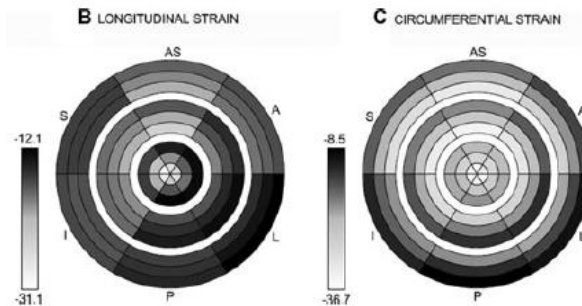 B LONGITUDINAL STRAIN
AS
S
A
-12.1
I
L
-31.1
P
C CIRCUMFERENTIAL STRAIN
AS
S
A
-8.5
I
L
-36.7
P